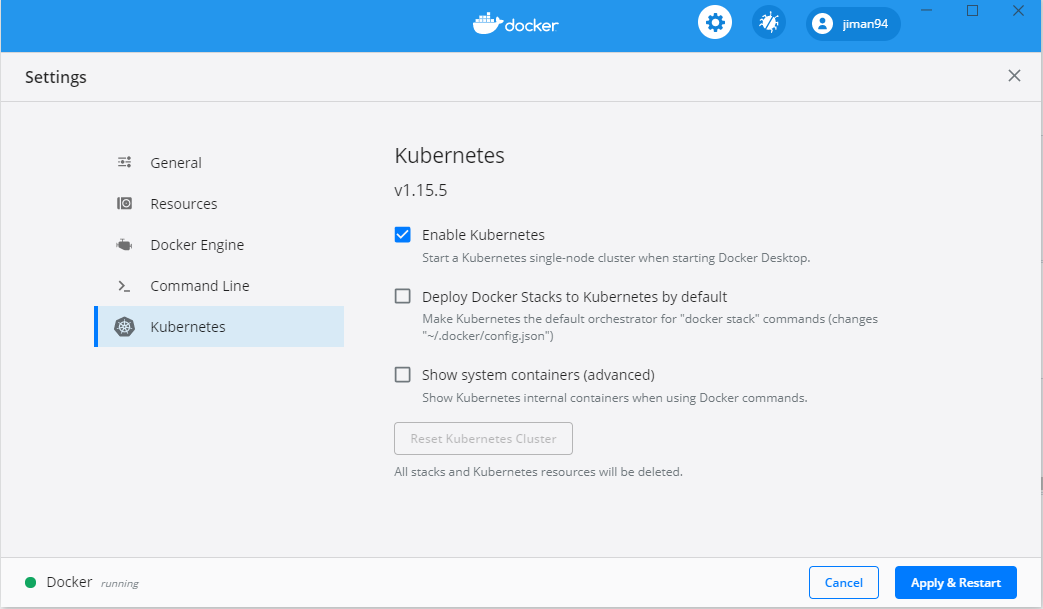 docker
jiman94
Settings
General
Resources
Docker Engine
Command Line
Kubernetes
Kubernetes
v1.15.5
Enable Kubernetes
Start a Kubernetes single-node cluster when starting Docker Desktop.
Deploy Docker Stacks to Kubernetes by default
Make Kubernetes the default orchestrator for "docker stack" commands (changes
"~/.docker/config.json")
Show system containers (advanced)
Show Kubernetes internal containers when using Docker commands.
Reset Kubernetes Cluster
All stacks and Kubernetes resources will be deleted.
Docker running
Cancel
Apply & Restart